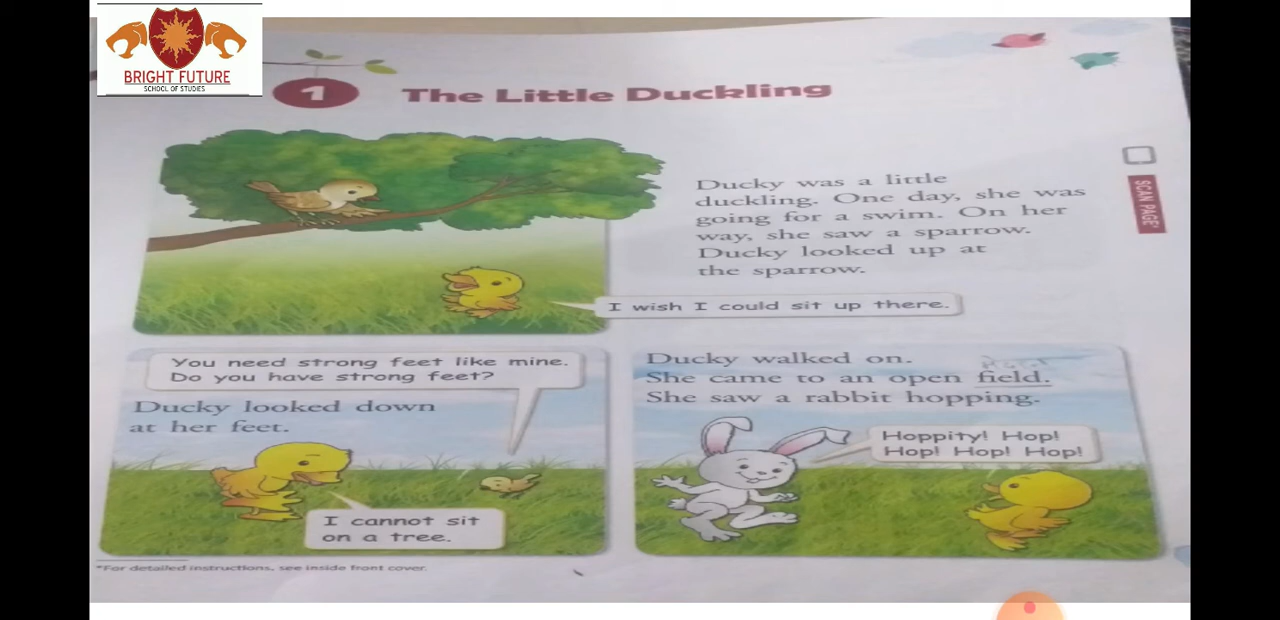 BRIGHT FUTURE
SCHOOL OF STUDIES
1 The Little Duckling
Ducky was a little
duckling. One day, she was
going for a swim. On her
way, she saw a sparrow.
Ducky looked up at
the sparrow.
SCAN PAGE
I wish I could sit up there.
You need strong feet like mine.
Do you have strong feet?
Ducky looked down
at her feet.
I cannot sit
on a tree.
Ducky walked on.
She came to an open field.
She saw a rabbit hopping.
Hoppity! Hop!
Hop! Hop! Hop!
*For detailed instructions, see inside front cover.